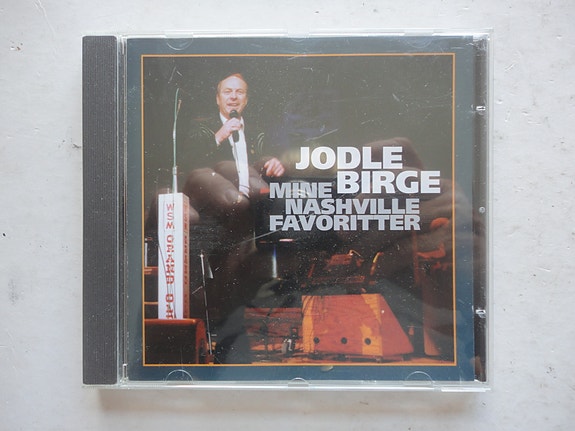 JODLE
BIRGE
MINE
NASHVILLE
FAVORITTER
WSM